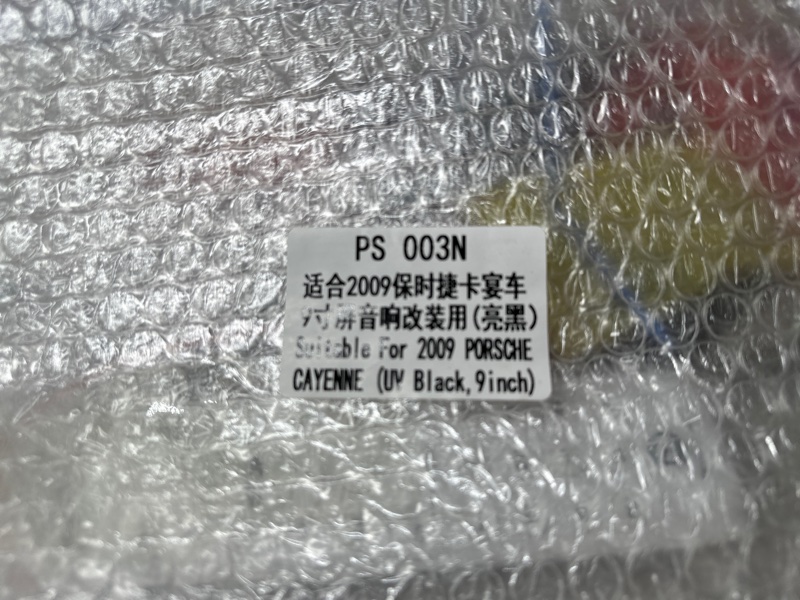 PS 003N
适合2009保时捷卡宴车
9寸屏音响改装用(亮黑)
Suitable For 2009 PORSCHE
CAYENNE (UV Black,9inch)